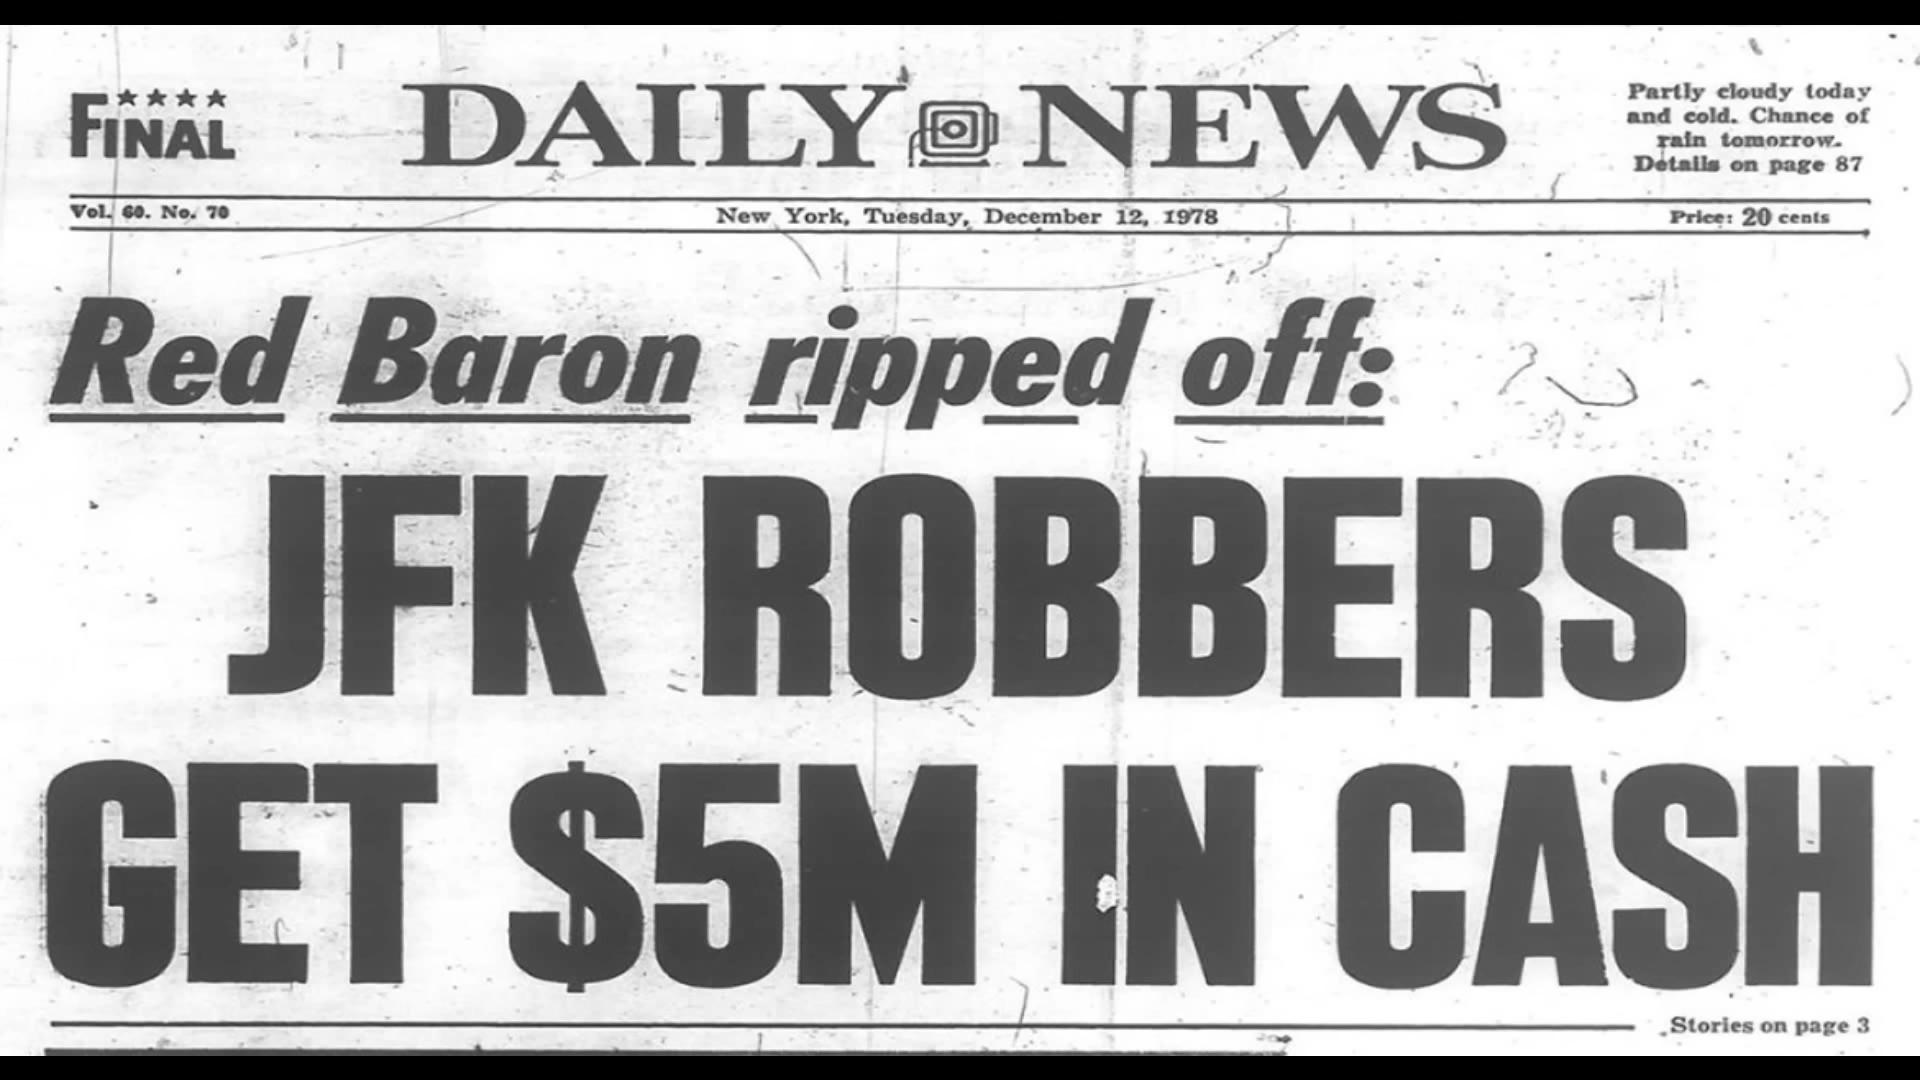 ★★★★
FINAL
DAILY NEWS
Partly cloudy today
and cold. Chance of
rain tomorrow.
Details on page 87
Vol. 60. No. 70
New York, Tuesday, December 12, 1978
Price: 20 cents
Red Baron ripped off:
JFK ROBBERS
GET $5M IN CASH
Stories on page 3